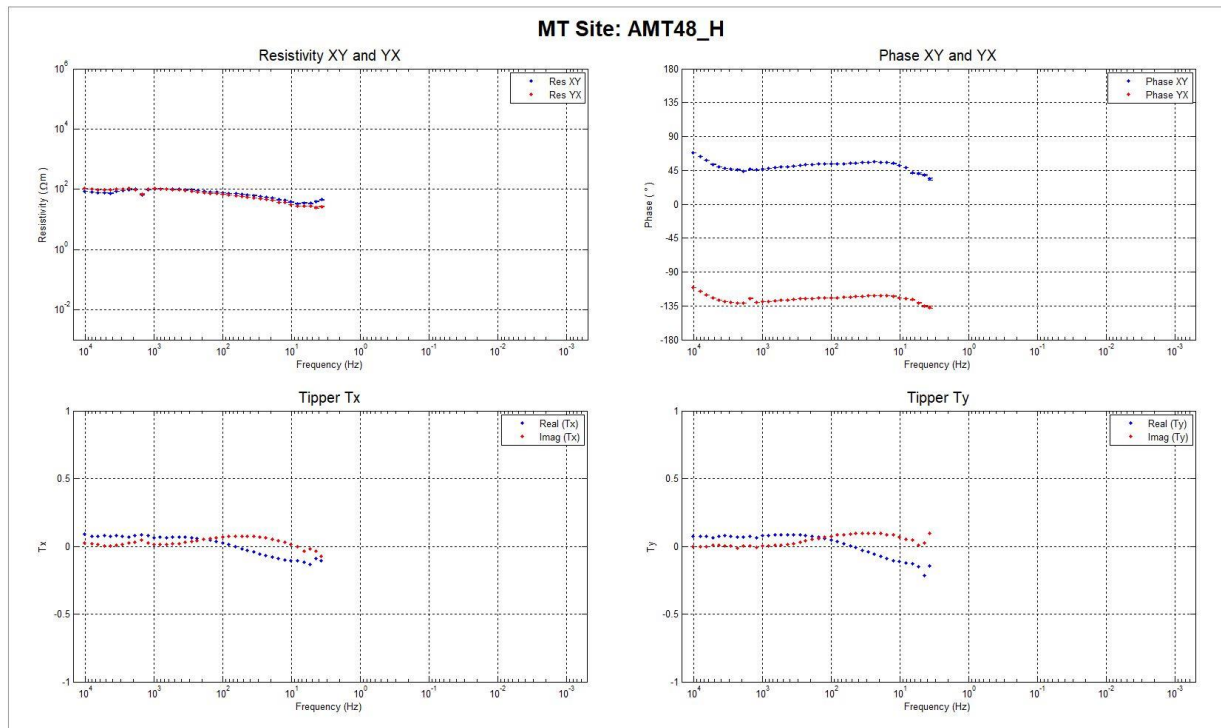 MT Site: AMT48_H
Resistivity XY and YX
10^6
10^4
10^2
10^0
10^-2
Resistivity (Ωm)
Res XY
Res YX
10^4 10^3 10^2 10^1 10^0 10^-1 10^-2 10^-3
Frequency (Hz)
Phase XY and YX
180
135
90
45
0
-45
-90
-135
-180
Phase (°)
Phase XY
Phase YX
10^4 10^3 10^2 10^1 10^0 10^-1 10^-2 10^-3
Frequency (Hz)
Tipper Tx
1
0.5
0
-0.5
-1
Tx
Real (Tx)
Imag (Tx)
10^4 10^3 10^2 10^1 10^0 10^-1 10^-2 10^-3
Frequency (Hz)
Tipper Ty
1
0.5
0
-0.5
-1
Ty
Real (Ty)
Imag (Ty)
10^4 10^3 10^2 10^1 10^0 10^-1 10^-2 10^-3
Frequency (Hz)